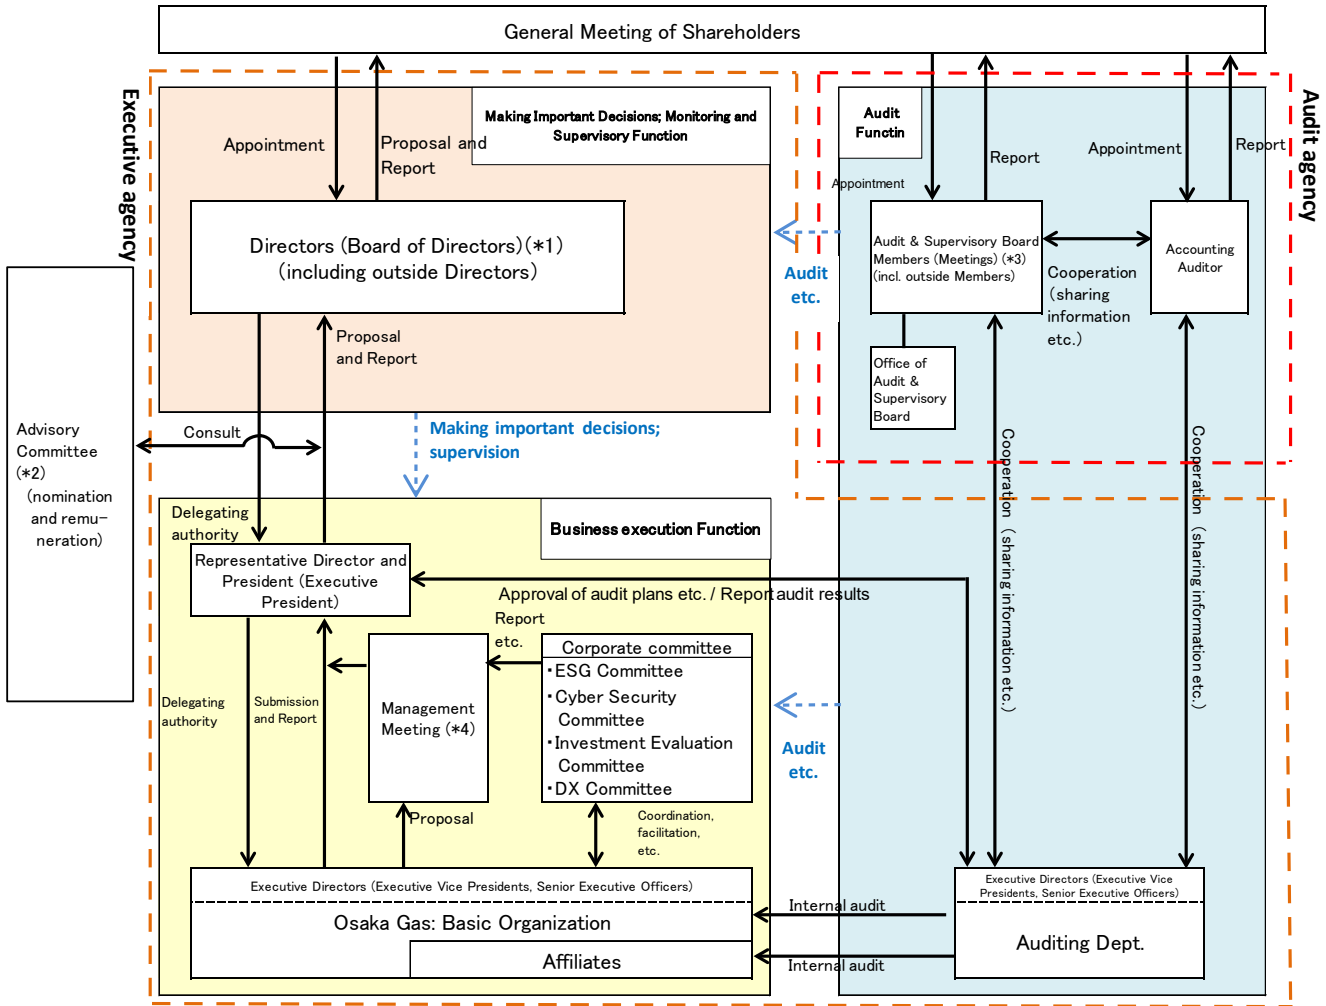 General Meeting of Shareholders
Executive agency
Audit agency
Making Important Decisions; Monitoring and
Supervisory Function
Audit
Functin
Appointment
Proposal and
Report
Appointment
Report
Appointment
Report
Directors (Board of Directors)(*1)
(including outside Directors)
Audit & Supervisory Board
Members (Meetings) (*3)
(incl. outside Members)
Accounting
Auditor
Cooperation
(sharing
information
etc.)
Audit
etc.
Office of
Audit &
Supervisory
Board
Proposal
and Report
Advisory
Committee
(*2)
(nomination
and remu-
neration)
Consult
Making important decisions;
supervision
Cooperation (sharing information etc.)
Cooperation (sharing information etc.)
Delegating
authority
Business execution Function
Representative Director and
President (Executive
President)
Approval of audit plans etc. / Report audit results
Report
etc.
Corporate committee
・ESG Committee
・Cyber Security
Committee
・Investment Evaluation
Committee
・DX Committee
Management
Meeting (*4)
Delegating
authority
Submission
and Report
Audit
etc.
Proposal
Coordination,
facilitation,
etc.
Executive Directors (Executive Vice Presidents, Senior Executive Officers)
Osaka Gas: Basic Organization
Affiliates
Internal audit
Internal audit
Executive Directors (Executive Vice
Presidents, Senior Executive Officers)
Auditing Dept.